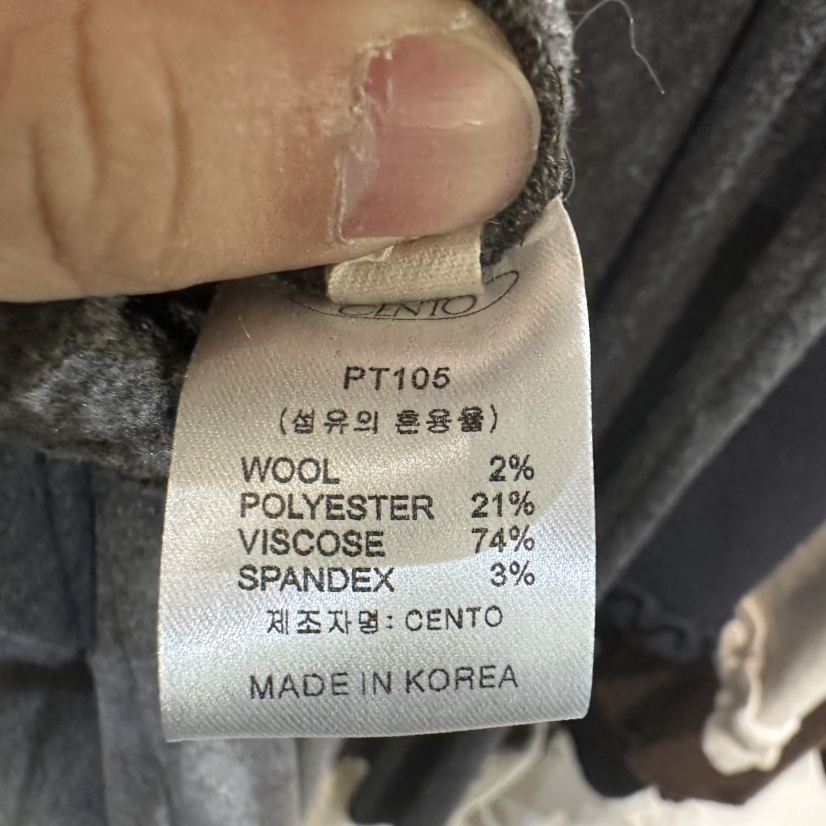 CENTO
PT105
(섬유의 혼용율)
WOOL 2%
POLYESTER 21%
VISCOSE 74%
SPANDEX 3%
제조자명: CENTO
MADE IN KOREA